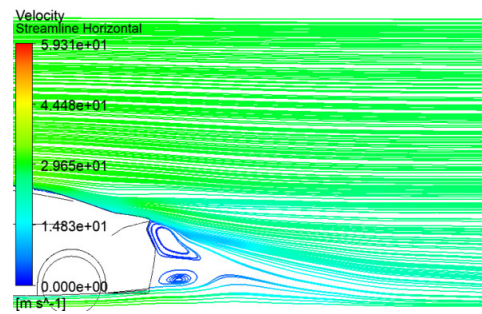 Velocity
Streamline Horizontal
5.931e+01
4.448e+01
2.965e+01
1.483e+01
0.000e+00
[m s^-1]